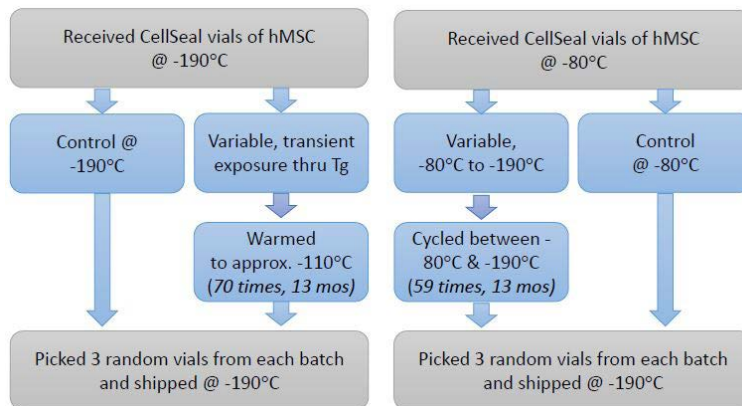 Received CellSeal vials of hMSC
@ -190°C
Control @
-190°C
Variable, transient
exposure thru Tg
Warmed
to approx. -110°C
(70 times, 13 mos)
Picked 3 random vials from each batch
and shipped @ -190°C
Received CellSeal vials of hMSC
@ -80°C
Variable,
-80°C to -190°C
Control
@ -80°C
Cycled between -
80°C & -190°C
(59 times, 13 mos)
Picked 3 random vials from each batch
and shipped @ -190°C